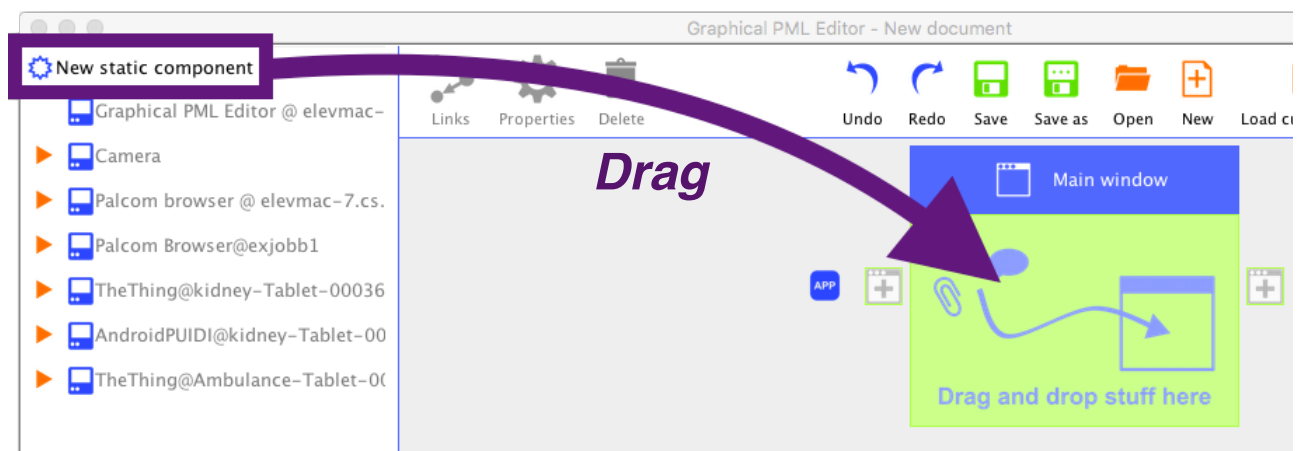 Graphical PML Editor - New document
New static component
Graphical PML Editor @ elevmac-
Camera
Palcom browser @ elevmac-7.cs.
Palcom Browser@exjobb1
TheThing@kidney-Tablet-00036
AndroidPUIDI@kidney-Tablet-00
TheThing@Ambulance-Tablet-00
Links Properties Delete Undo Redo Save Save as Open New Load cu
Drag
Main window
APP
Drag and drop stuff here